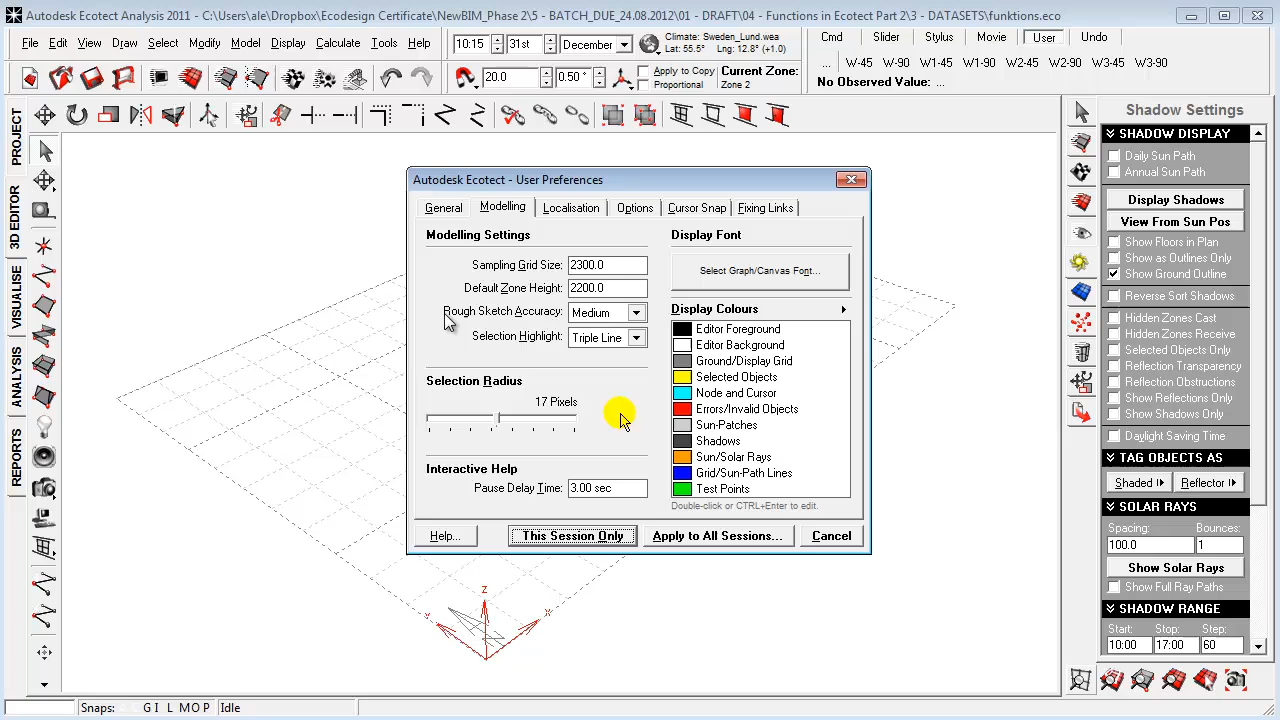 Autodesk Ecotect Analysis 2011 - C:\Users\ale\Dropbox\Ecodesign Certificate\NewBIM_Phase 2\5 - BATCH_DUE_24.08.2012\01 - DRAFT\04 - Functions in Ecotect Part 2\3 - DATASETS\funktions.eco
File Edit View Draw Select Modify Model Display Calculate Tools Help
10:15 31st December
Climate: Sweden_Lund.wea
Lat: 55.5° Lng: 12.8° (+1.0)
Cmd Slider Stylus Movie User Undo
... W-45 W-90 W1-45 W1-90 W2-45 W2-90 W3-45 W3-90
20.0 0.50 °
Apply to Copy
Proportional
Current Zone:
Zone 2
No Observed Value: ...
PROJECT
3D EDITOR
VISUALISE
ANALYSIS
REPORTS
Autodesk Ecotect - User Preferences
General Modelling Localisation Options Cursor Snap Fixing Links
Modelling Settings
Sampling Grid Size: 2300.0
Default Zone Height: 2200.0
Rough Sketch Accuracy: Medium
Selection Highlight: Triple Line
Selection Radius
17 Pixels
Interactive Help
Pause Delay Time: 3.00 sec
Display Font
Select Graph/Canvas Font...
Display Colours
Editor Foreground
Editor Background
Ground/Display Grid
Selected Objects
Node and Cursor
Errors/Invalid Objects
Sun-Patches
Shadows
Sun/Solar Rays
Grid/Sun-Path Lines
Test Points
Double-click or CTRL+Enter to edit.
Help... This Session Only Apply to All Sessions... Cancel
Z
Y
X
Shadow Settings
SHADOW DISPLAY
Daily Sun Path
Annual Sun Path
Display Shadows
View From Sun Pos
Show Floors in Plan
Show as Outlines Only
Show Ground Outline
Reverse Sort Shadows
Hidden Zones Cast
Hidden Zones Receive
Selected Objects Only
Reflection Transparency
Reflection Obstructions
Show Reflections Only
Show Shadows Only
Daylight Saving Time
TAG OBJECTS AS
Shaded Reflector
SOLAR RAYS
Spacing: Bounces:
100.0 1
Show Solar Rays
Show Full Ray Paths
SHADOW RANGE
Start: Stop: Step:
10:00 17:00 60
Snaps: G I L M O P Idle